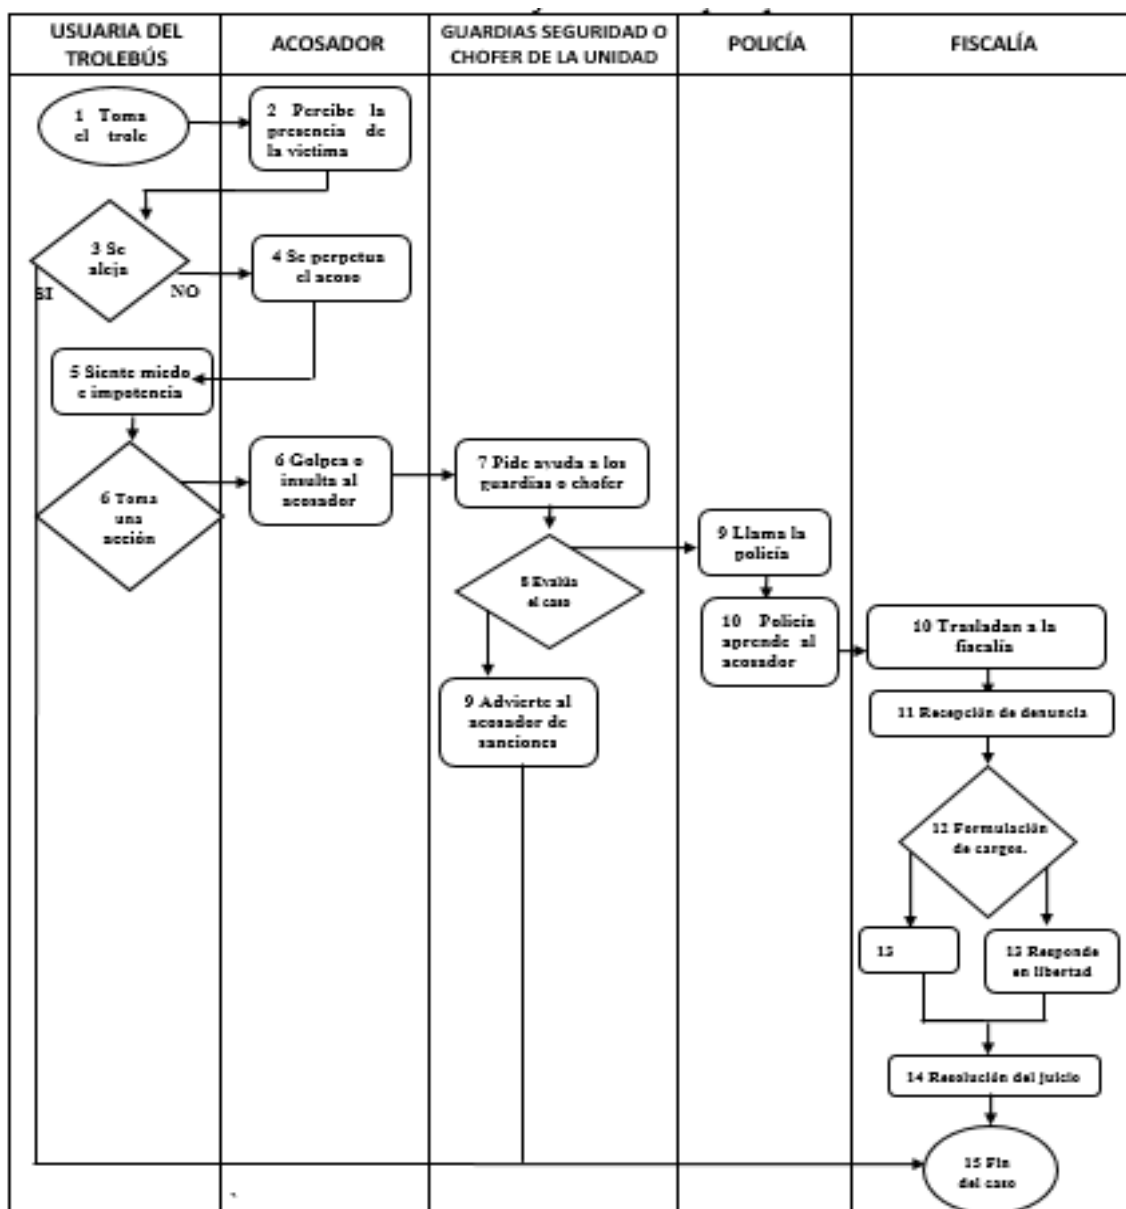 USUARIA DEL
TROLEBÚS
ACOSADOR
GUARDIAS SEGURIDAD O
CHOFER DE LA UNIDAD
POLICÍA
FISCALÍA
1 Toma
el trole
2 Percibe la
presencia de
la victima
3 Se
aleja
SI
NO
4 Se perpetua
el acoso
5 Siente miedo
e impotencia
6 Toma
una
acción
6 Golpea o
insulta al
acosador
7 Pide ayuda a los
guardias o chofer
8 Evalúa
el caso
9 Llama la
policía
10 Policía
aprende al
acosador
9 Advierte al
acosador de
sanciones
10 Trasladan a la
fiscalía
11 Recepción de denuncia
12 Formulación
de cargos.
13
13 Responde
en libertad
14 Resolución del juicio
15 Fin
del caso